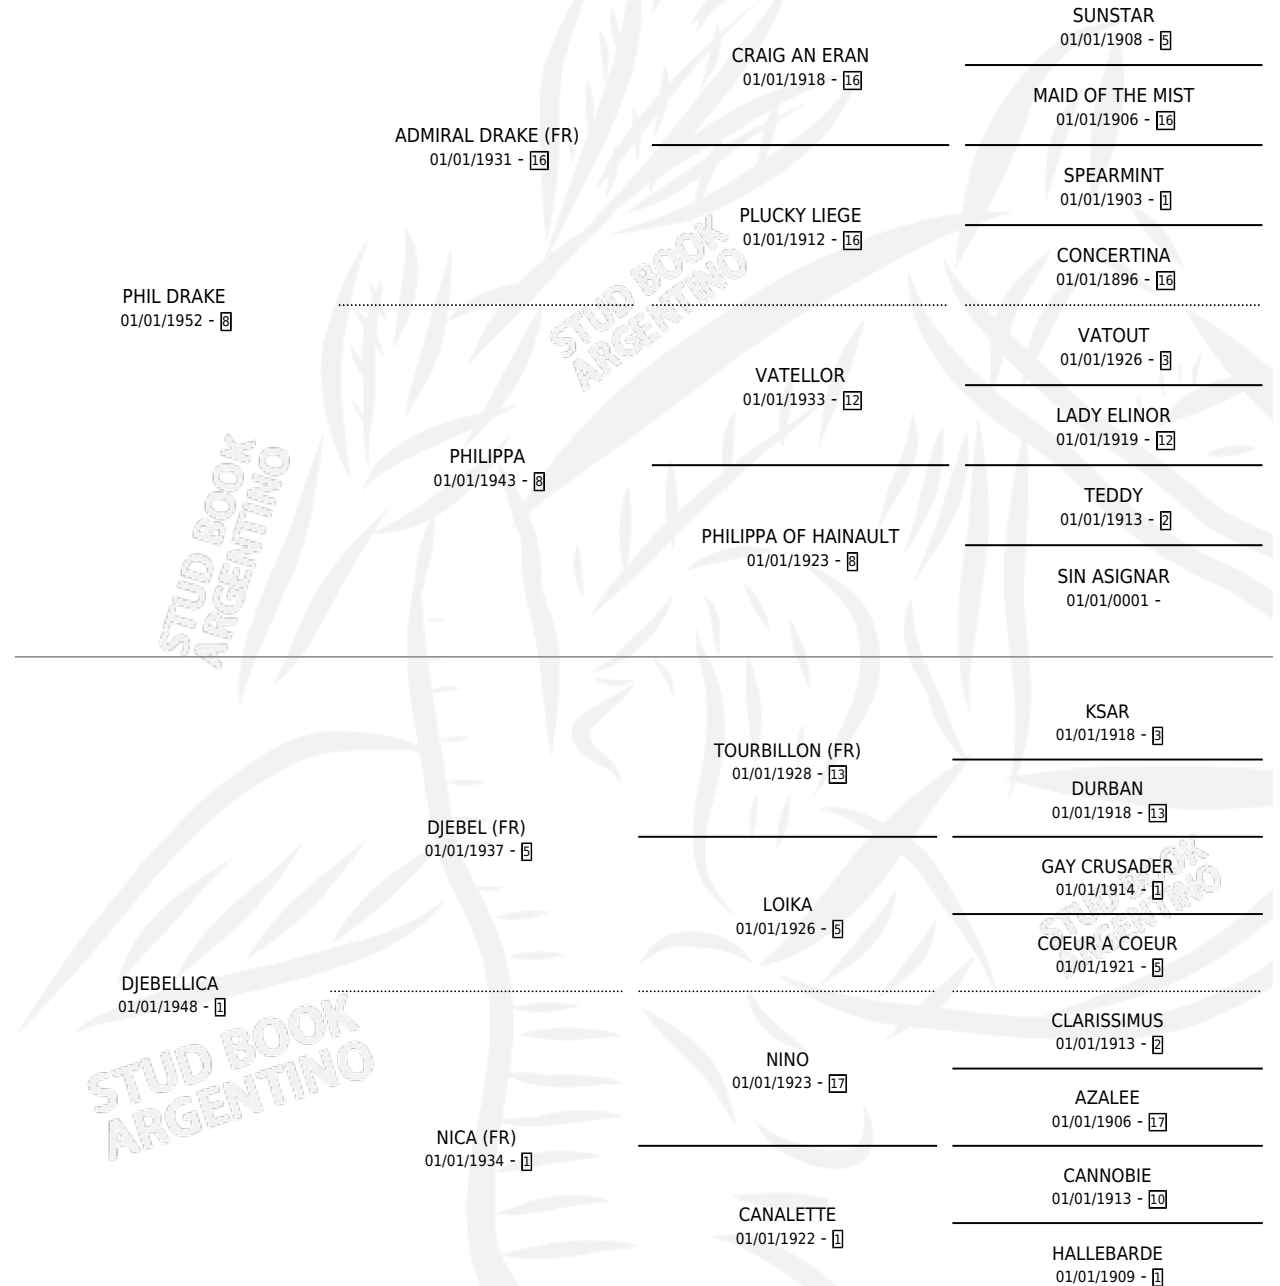 SUNSTAR
01/01/1908 - 5
CRAIG AN ERAN
01/01/1918 - 16
MAID OF THE MIST
01/01/1906 - 16
ADMIRAL DRAKE (FR)
01/01/1931 - 16
SPEARMINT
01/01/1903 - 1
PLUCKY LIEGE
01/01/1912 - 16
CONCERTINA
01/01/1896 - 16
PHIL DRAKE
01/01/1952 - 8
VATOUT
01/01/1926 - 3
VATELLOR
01/01/1933 - 12
LADY ELINOR
01/01/1919 - 12
PHILIPPA
01/01/1943 - 8
TEDDY
01/01/1913 - 2
PHILIPPA OF HAINAULT
01/01/1923 - 8
SIN ASIGNAR
01/01/0001 -
KSAR
01/01/1918 - 3
TOURBILLON (FR)
01/01/1928 - 13
DURBAN
01/01/1918 - 13
DJEBEL (FR)
01/01/1937 - 5
GAY CRUSADER
01/01/1914 - 1
LOIKA
01/01/1926 - 5
COEUR A COEUR
01/01/1921 - 5
DJEBELLICA
01/01/1948 - 1
CLARISSIMUS
01/01/1913 - 2
NINO
01/01/1923 - 17
AZALEE
01/01/1906 - 17
NICA (FR)
01/01/1934 - 1
CANNOBIE
01/01/1913 - 10
CANALETTE
01/01/1922 - 1
HALLEBARDE
01/01/1909 - 1
STUD BOOK
ARGENTINO
STUD BOOK
ARGENTINO
STUD BOOK
ARGENTINO
STUD BOOK
ARGENTINO